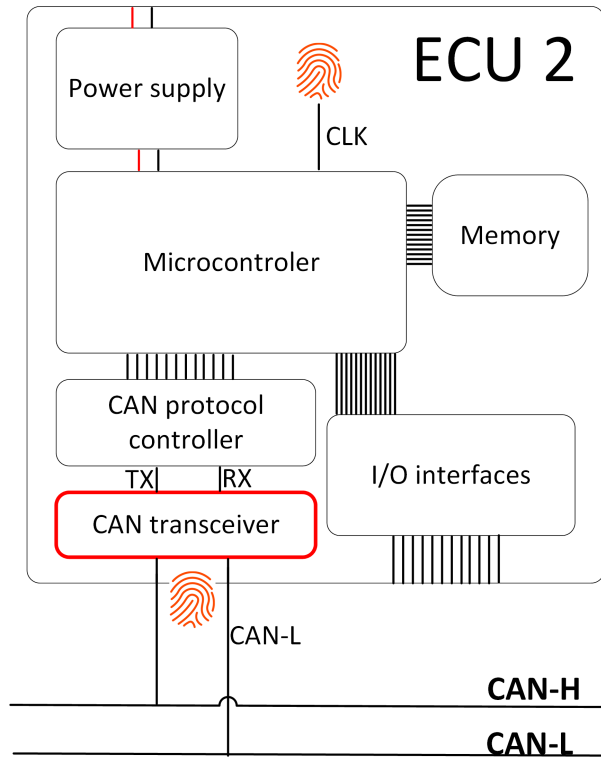 ECU 2
Power supply
CLK
Memory
Microcontroler
CAN protocol
controller
TX
RX
I/O interfaces
CAN transceiver
CAN-L
CAN-H
CAN-L